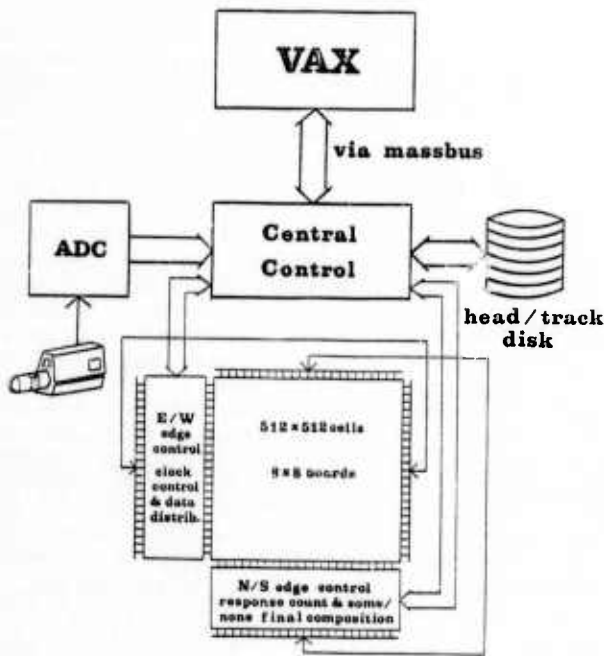 VAX
via massbus
ADC
Central
Control
head/track
disk
E/W
edge
control
clock
control
& data
distrib.
512×512 cells
8×8 boards
N/S edge control
response count & some/
none final composition